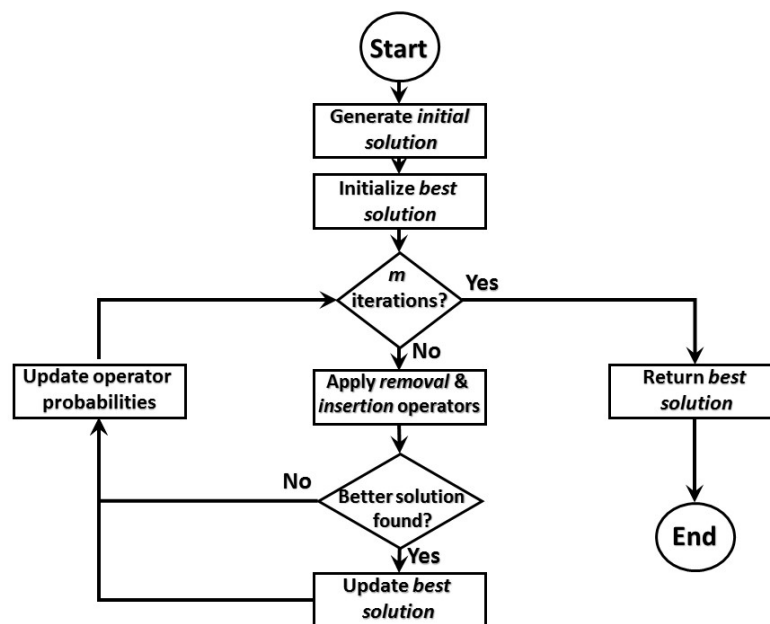 Start
Generate initial
solution
Initialize best
solution
m
iterations?
Yes
No
Update operator
probabilities
Apply removal &
insertion operators
Return best
solution
No
Better solution
found?
Yes
End
Update best
solution